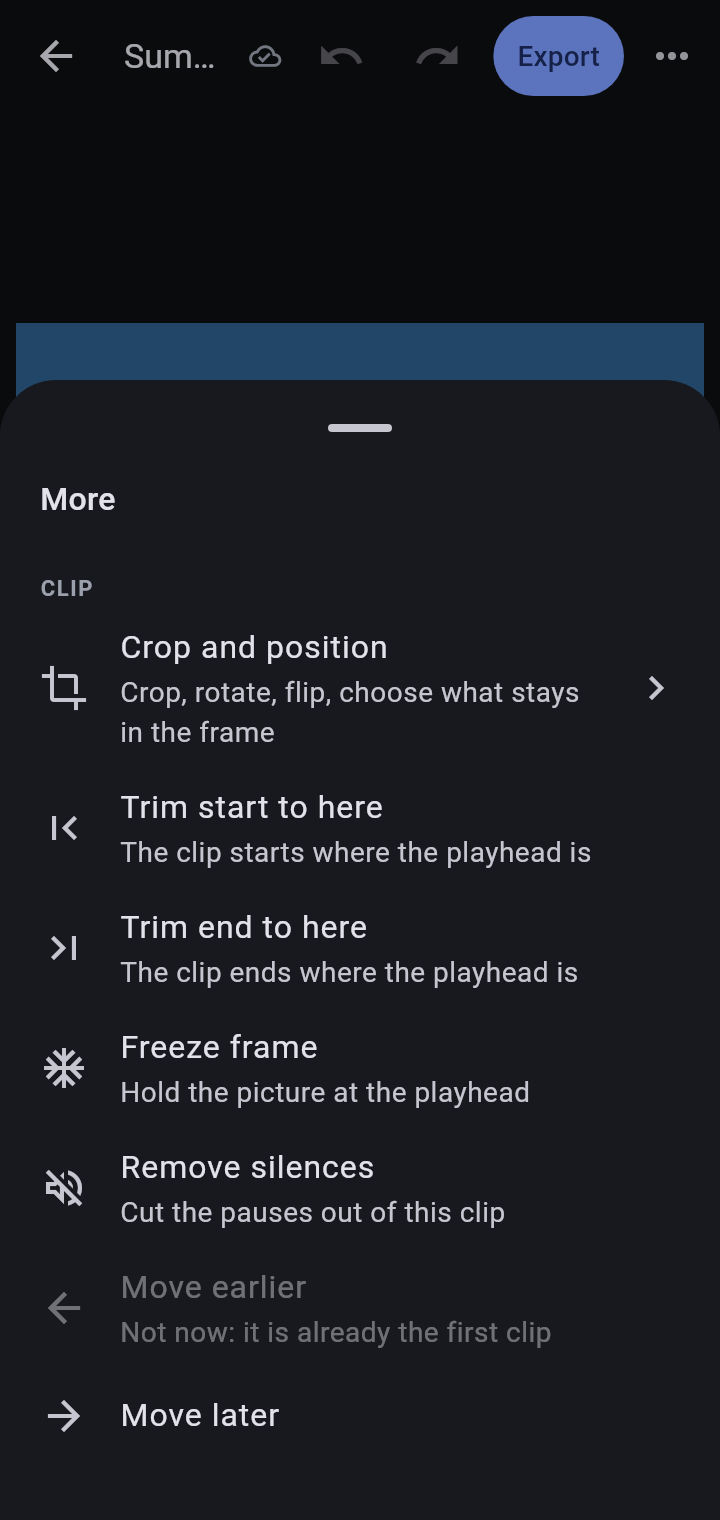 Sum...
Export
More
CLIP
Crop and position
Crop, rotate, flip, choose what stays
in the frame
Trim start to here
The clip starts where the playhead is
Trim end to here
The clip ends where the playhead is
Freeze frame
Hold the picture at the playhead
Remove silences
Cut the pauses out of this clip
Move earlier
Not now: it is already the first clip
Move later